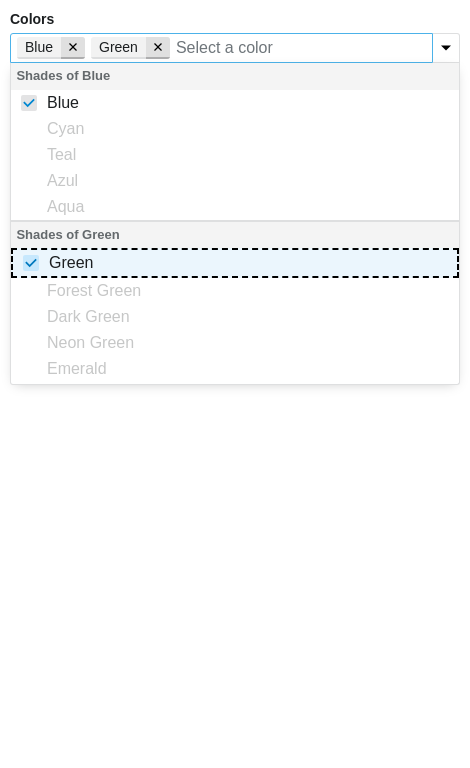 Colors
Blue Green Select a color
Shades of Blue
Blue
Cyan
Teal
Azul
Aqua
Shades of Green
Green
Forest Green
Dark Green
Neon Green
Emerald